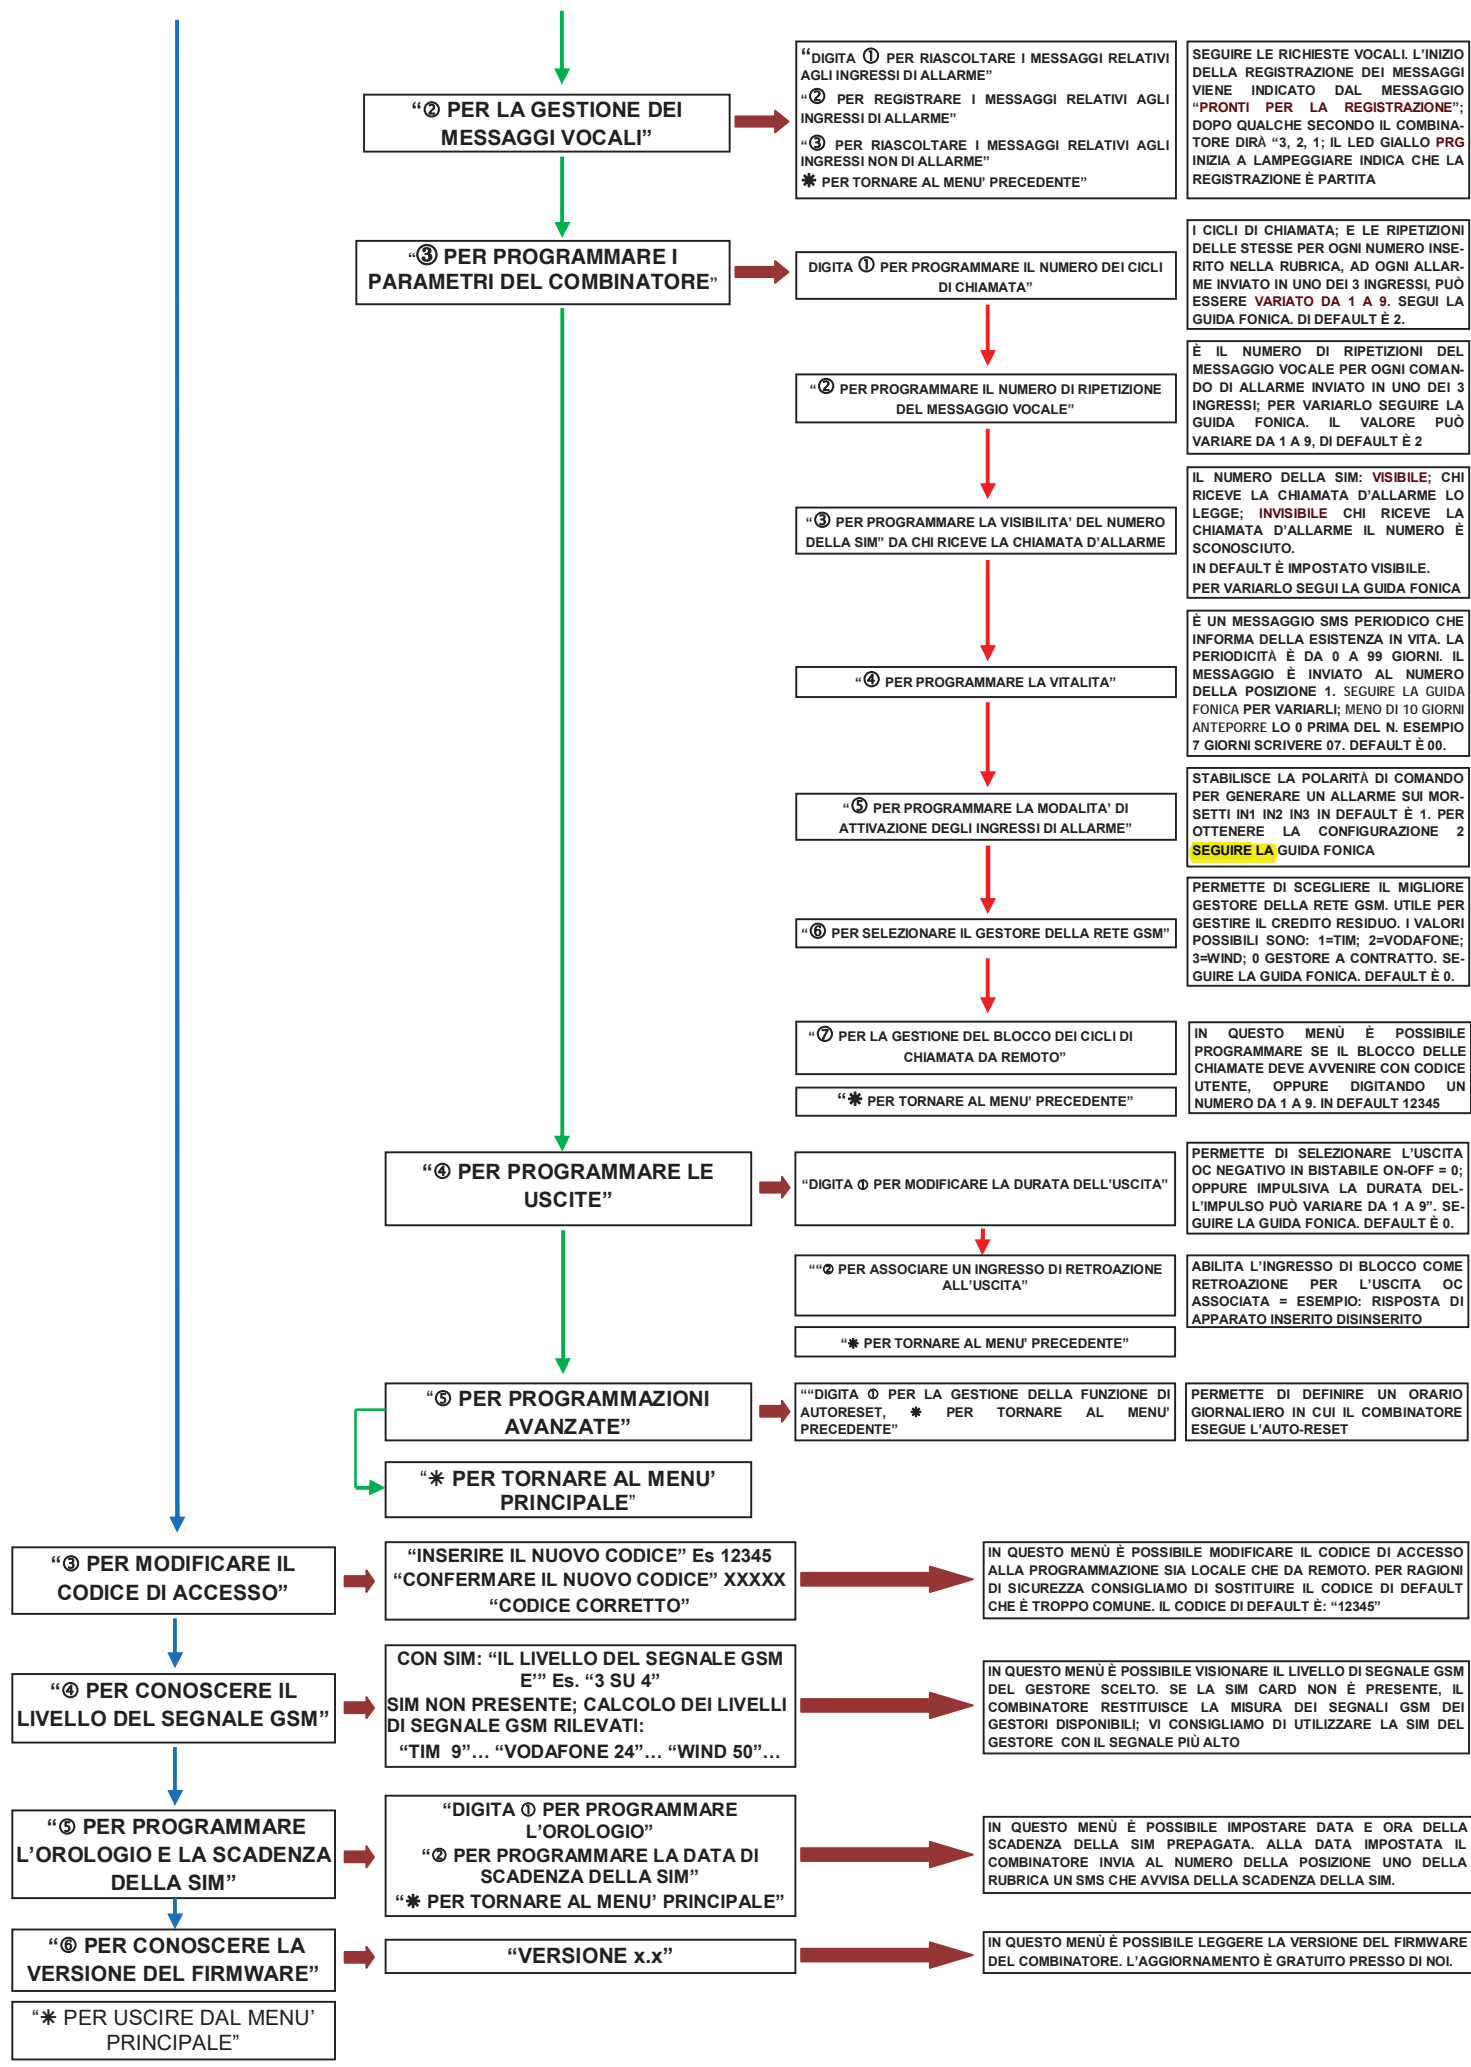 “② PER LA GESTIONE DEI
MESSAGGI VOCALI”
“DIGITA ① PER RIASCOLTARE I MESSAGGI RELATIVI
AGLI INGRESSI DI ALLARME”
“② PER REGISTRARE I MESSAGGI RELATIVI AGLI
INGRESSI DI ALLARME”
“③ PER RIASCOLTARE I MESSAGGI RELATIVI AGLI
INGRESSI NON DI ALLARME”
✱ PER TORNARE AL MENU’ PRECEDENTE”
SEGUIRE LE RICHIESTE VOCALI. L’INIZIO
DELLA REGISTRAZIONE DEI MESSAGGI
VIENE INDICATO DAL MESSAGGIO
“PRONTI PER LA REGISTRAZIONE”;
DOPO QUALCHE SECONDO IL COMBINA-
TORE DIRÀ “3, 2, 1; IL LED GIALLO PRG
INIZIA A LAMPEGGIARE INDICA CHE LA
REGISTRAZIONE È PARTITA
“③ PER PROGRAMMARE I
PARAMETRI DEL COMBINATORE”
DIGITA ① PER PROGRAMMARE IL NUMERO DEI CICLI
DI CHIAMATA”
I CICLI DI CHIAMATA; E LE RIPETIZIONI
DELLE STESSE PER OGNI NUMERO INSE-
RITO NELLA RUBRICA, AD OGNI ALLAR-
ME INVIATO IN UNO DEI 3 INGRESSI, PUÒ
ESSERE VARIATO DA 1 A 9. SEGUI LA
GUIDA FONICA. DI DEFAULT È 2.
“② PER PROGRAMMARE IL NUMERO DI RIPETIZIONE
DEL MESSAGGIO VOCALE”
È IL NUMERO DI RIPETIZIONI DEL
MESSAGGIO VOCALE PER OGNI COMAN-
DO DI ALLARME INVIATO IN UNO DEI 3
INGRESSI; PER VARIARLO SEGUIRE LA
GUIDA FONICA. IL VALORE PUÒ
VARIARE DA 1 A 9, DI DEFAULT È 2
“③ PER PROGRAMMARE LA VISIBILITA’ DEL NUMERO
DELLA SIM” DA CHI RICEVE LA CHIAMATA D’ALLARME
IL NUMERO DELLA SIM: VISIBILE; CHI
RICEVE LA CHIAMATA D’ALLARME LO
LEGGE; INVISIBILE CHI RICEVE LA
CHIAMATA D’ALLARME IL NUMERO È
SCONOSCIUTO.
IN DEFAULT È IMPOSTATO VISIBILE.
PER VARIARLO SEGUI LA GUIDA FONICA
“④ PER PROGRAMMARE LA VITALITA”
È UN MESSAGGIO SMS PERIODICO CHE
INFORMA DELLA ESISTENZA IN VITA. LA
PERIODICITÀ È DA 0 A 99 GIORNI. IL
MESSAGGIO È INVIATO AL NUMERO
DELLA POSIZIONE 1. SEGUIRE LA GUIDA
FONICA PER VARIARLI; MENO DI 10 GIORNI
ANTEPORRE LO 0 PRIMA DEL N. ESEMPIO
7 GIORNI SCRIVERE 07. DEFAULT È 00.
“⑤ PER PROGRAMMARE LA MODALITA’ DI
ATTIVAZIONE DEGLI INGRESSI DI ALLARME”
STABILISCE LA POLARITÀ DI COMANDO
PER GENERARE UN ALLARME SUI MOR-
SETTI IN1 IN2 IN3 IN DEFAULT È 1. PER
OTTENERE LA CONFIGURAZIONE 2
SEGUIRE LA GUIDA FONICA
“⑥ PER SELEZIONARE IL GESTORE DELLA RETE GSM”
PERMETTE DI SCEGLIERE IL MIGLIORE
GESTORE DELLA RETE GSM. UTILE PER
GESTIRE IL CREDITO RESIDUO. I VALORI
POSSIBILI SONO: 1=TIM; 2=VODAFONE;
3=WIND; 0 GESTORE A CONTRATTO. SE-
GUIRE LA GUIDA FONICA. DEFAULT È 0.
“⑦ PER LA GESTIONE DEL BLOCCO DEI CICLI DI
CHIAMATA DA REMOTO”
“✱ PER TORNARE AL MENU’ PRECEDENTE”
IN QUESTO MENÙ È POSSIBILE
PROGRAMMARE SE IL BLOCCO DELLE
CHIAMATE DEVE AVVENIRE CON CODICE
UTENTE, OPPURE DIGITANDO UN
NUMERO DA 1 A 9. IN DEFAULT 12345
“④ PER PROGRAMMARE LE
USCITE”
“DIGITA ① PER MODIFICARE LA DURATA DELL’USCITA”
PERMETTE DI SELEZIONARE L’USCITA
OC NEGATIVO IN BISTABILE ON-OFF = 0;
OPPURE IMPULSIVA LA DURATA DEL-
L’IMPULSO PUÒ VARIARE DA 1 A 9”. SE-
GUIRE LA GUIDA FONICA. DEFAULT È 0.
““② PER ASSOCIARE UN INGRESSO DI RETROAZIONE
ALL’USCITA”
ABILITA L’INGRESSO DI BLOCCO COME
RETROAZIONE PER L’USCITA OC
ASSOCIATA = ESEMPIO: RISPOSTA DI
APPARATO INSERITO DISINSERITO
“✱ PER TORNARE AL MENU’ PRECEDENTE”
“⑤ PER PROGRAMMAZIONI
AVANZATE”
““DIGITA ① PER LA GESTIONE DELLA FUNZIONE DI
AUTORESET, ✱ PER TORNARE AL MENU’
PRECEDENTE”
PERMETTE DI DEFINIRE UN ORARIO
GIORNALIERO IN CUI IL COMBINATORE
ESEGUE L’AUTO-RESET
“✱ PER TORNARE AL MENU’
PRINCIPALE”
“③ PER MODIFICARE IL
CODICE DI ACCESSO”
“INSERIRE IL NUOVO CODICE” Es 12345
“CONFERMARE IL NUOVO CODICE” XXXXX
“CODICE CORRETTO”
IN QUESTO MENÙ È POSSIBILE MODIFICARE IL CODICE DI ACCESSO
ALLA PROGRAMMAZIONE SIA LOCALE CHE DA REMOTO. PER RAGIONI
DI SICUREZZA CONSIGLIAMO DI SOSTITUIRE IL CODICE DI DEFAULT
CHE È TROPPO COMUNE. IL CODICE DI DEFAULT È: “12345”
“④ PER CONOSCERE IL
LIVELLO DEL SEGNALE GSM”
CON SIM: “IL LIVELLO DEL SEGNALE GSM
E’” Es. “3 SU 4”
SIM NON PRESENTE; CALCOLO DEI LIVELLI
DI SEGNALE GSM RILEVATI:
“TIM 9”… “VODAFONE 24”… “WIND 50”…
IN QUESTO MENÙ È POSSIBILE VISIONARE IL LIVELLO DI SEGNALE GSM
DEL GESTORE SCELTO. SE LA SIM CARD NON È PRESENTE, IL
COMBINATORE RESTITUISCE LA MISURA DEI SEGNALI GSM DEI
GESTORI DISPONIBILI; VI CONSIGLIAMO DI UTILIZZARE LA SIM DEL
GESTORE CON IL SEGNALE PIÙ ALTO
“⑤ PER PROGRAMMARE
L’OROLOGIO E LA SCADENZA
DELLA SIM”
“DIGITA ① PER PROGRAMMARE
L’OROLOGIO”
“② PER PROGRAMMARE LA DATA DI
SCADENZA DELLA SIM”
“✱ PER TORNARE AL MENU’ PRINCIPALE”
IN QUESTO MENÙ È POSSIBILE IMPOSTARE DATA E ORA DELLA
SCADENZA DELLA SIM PREPAGATA. ALLA DATA IMPOSTATA IL
COMBINATORE INVIA AL NUMERO DELLA POSIZIONE UNO DELLA
RUBRICA UN SMS CHE AVVISA DELLA SCADENZA DELLA SIM.
“⑥ PER CONOSCERE LA
VERSIONE DEL FIRMWARE”
“VERSIONE x.x”
IN QUESTO MENÙ È POSSIBILE LEGGERE LA VERSIONE DEL FIRMWARE
DEL COMBINATORE. L’AGGIORNAMENTO È GRATUITO PRESSO DI NOI.
“✱ PER USCIRE DAL MENU’
PRINCIPALE”